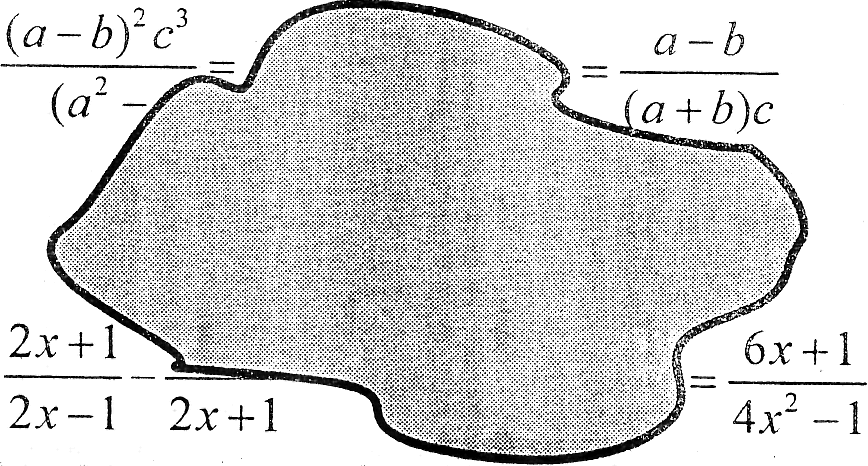 (a-b)² c³ / (a² - = = a-b / (a+b)c
2x+1 / 2x-1 - / 2x+1 = 6x+1 / 4x² -1